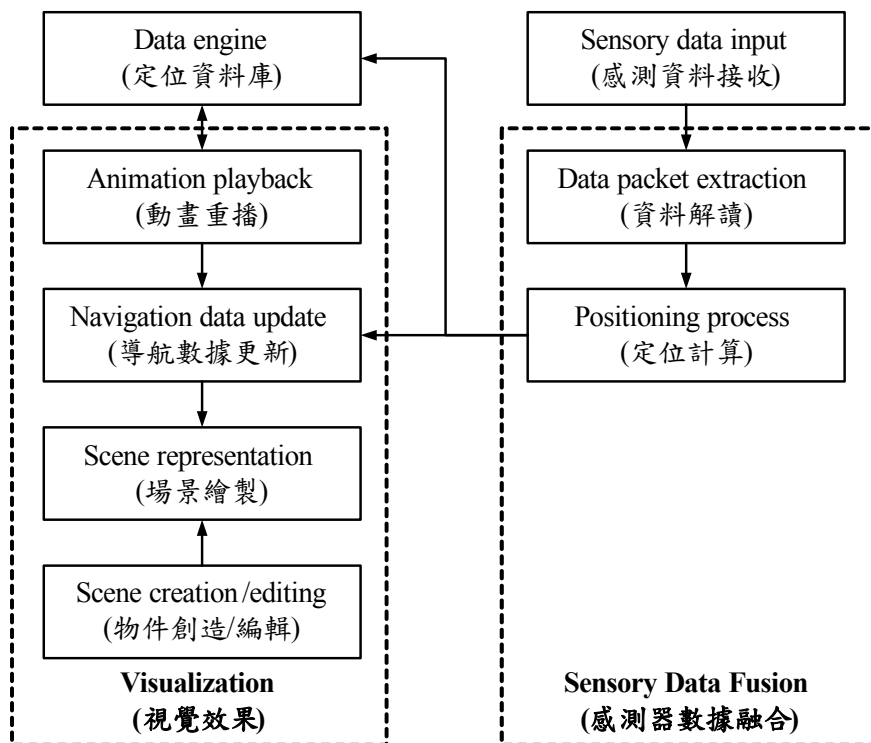 Data engine
(定位資料庫)
Sensory data input
(感測資料接收)
Animation playback
(動畫重播)
Data packet extraction
(資料解讀)
Navigation data update
(導航數據更新)
Positioning process
(定位計算)
Scene representation
(場景繪製)
Scene creation/editing
(物件創造/編輯)
Visualization
(視覺效果)
Sensory Data Fusion
(感測器數據融合)